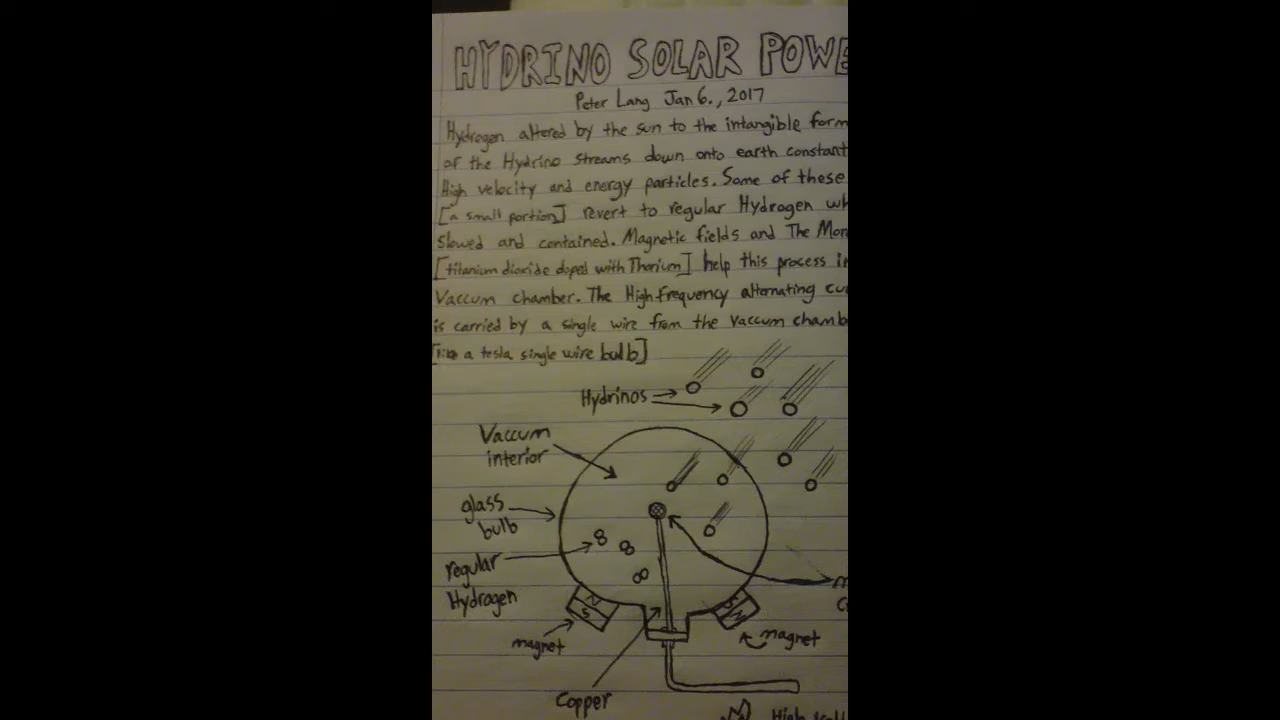 HYDRINO SOLAR POWE
Peter Lang Jan 6., 2017
Hydrogen altered by the sun to the intangible form
of the Hydrino streams down onto earth constant
High velocity and energy particles. Some of these
[a small portion] revert to regular Hydrogen wh
slowed and contained. Magnetic fields and The Mon
[titanium dioxide doped with Thorium] help this process in
Vaccum chamber. The High frequency alternating cu
is carried by a single wire from the vaccum chamb
[like a tesla single wire bulb]
Hydrinos
Vaccum
interior
glass
bulb
regular
Hydrogen
N
S
magnet
S
N
magnet
Copper